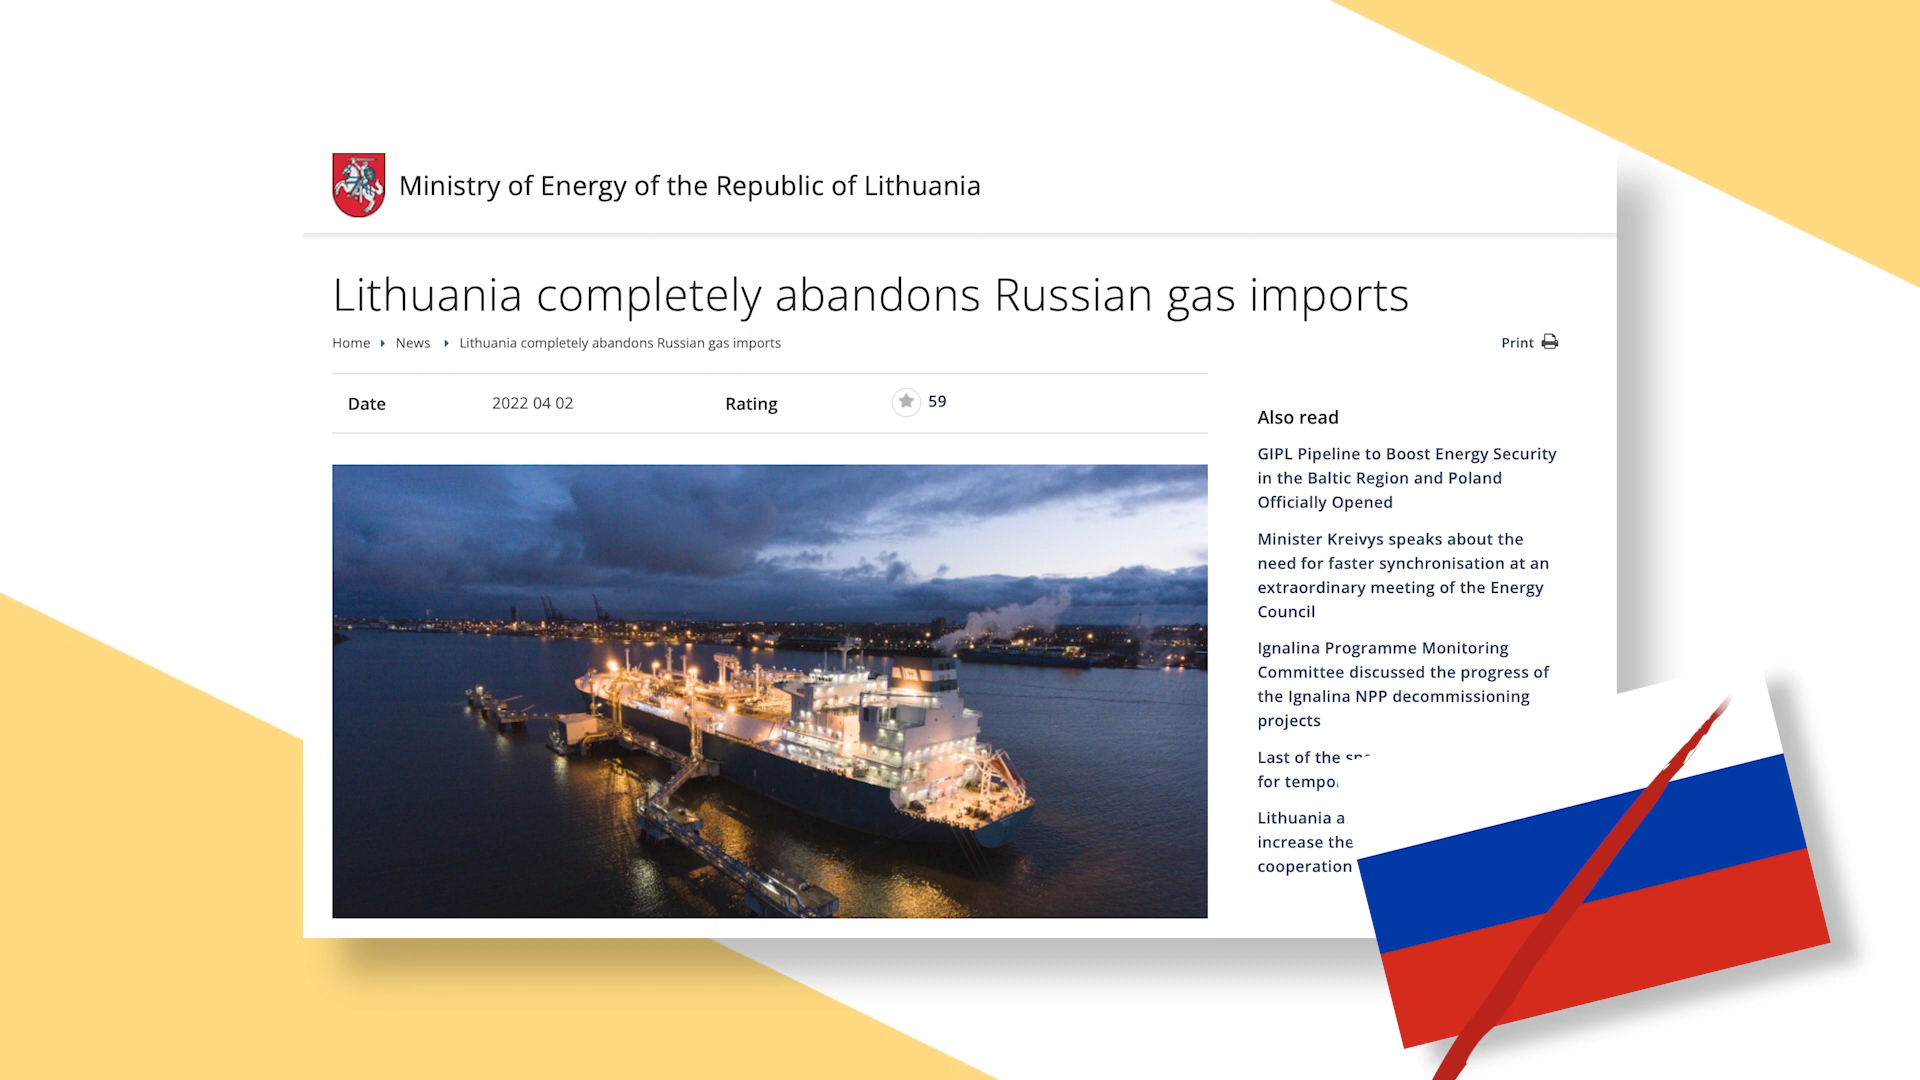 Ministry of Energy of the Republic of Lithuania
Lithuania completely abandons Russian gas imports
Home News Lithuania completely abandons Russian gas imports
Print
Date 2022 04 02 Rating 59
Also read
GIPL Pipeline to Boost Energy Security
in the Baltic Region and Poland
Officially Opened
Minister Kreivys speaks about the
need for faster synchronisation at an
extraordinary meeting of the Energy
Council
Ignalina Programme Monitoring
Committee discussed the progress of
the Ignalina NPP decommissioning
projects
Last of the
for
Lithuania
increase the
cooperation